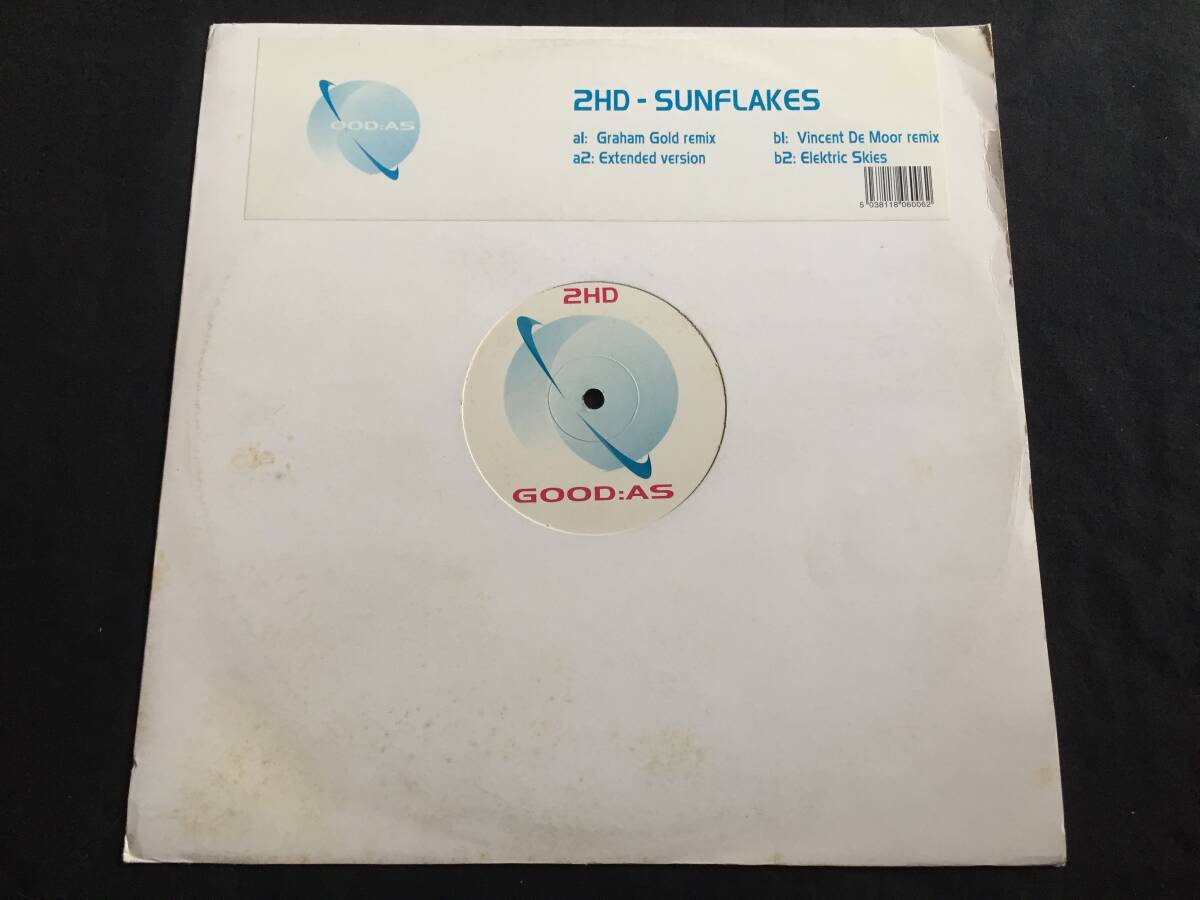 2HD - SUNFLAKES
OOD:AS
a1: Graham Gold remix
b1: Vincent De Moor remix
a2: Extended version
b2: Elektric Skies
5 038118 060062
2HD
GOOD:AS